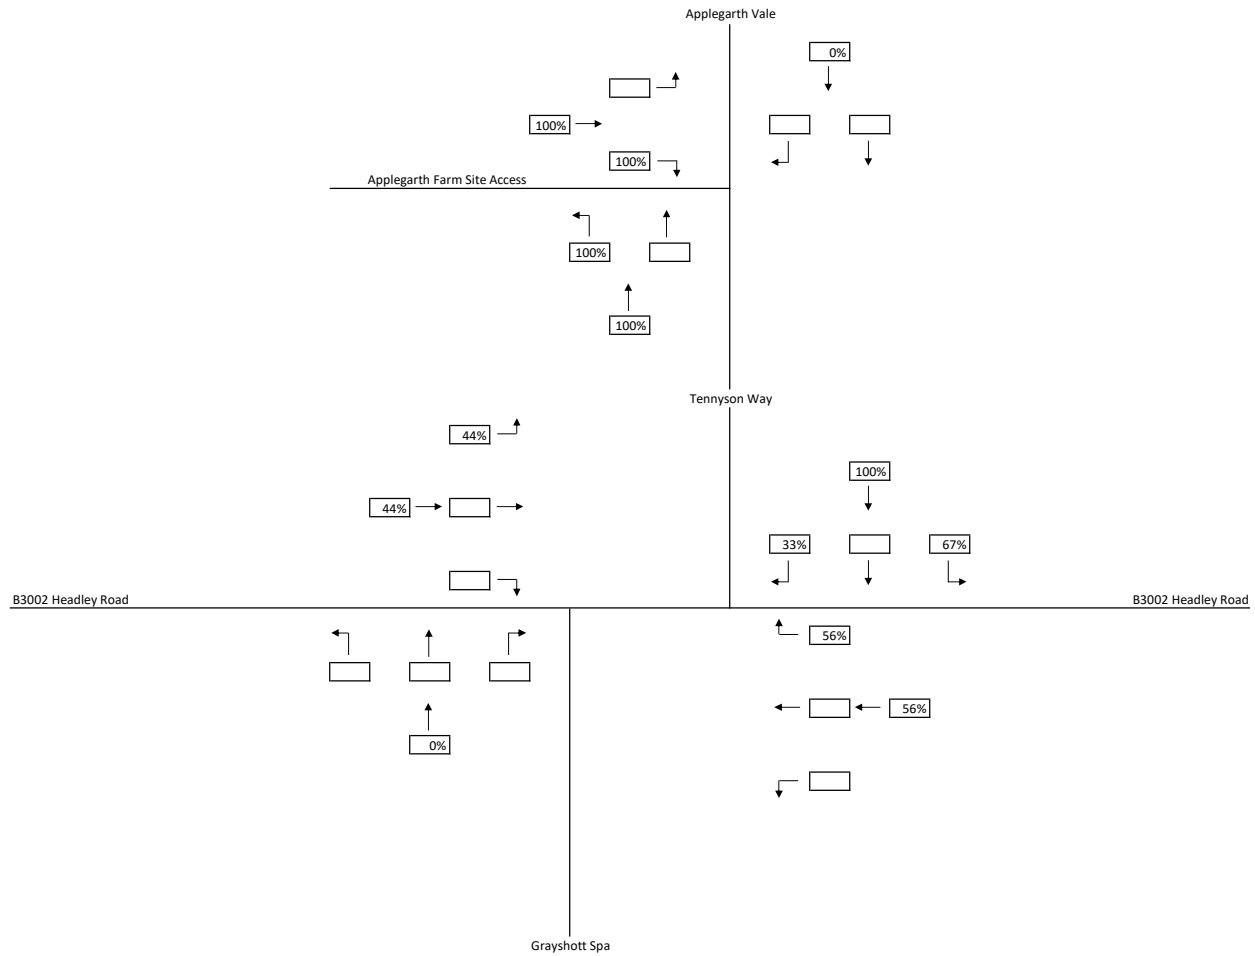 Applegarth Vale
0%
100%
100%
Applegarth Farm Site Access
100%
100%
Tennyson Way
44%
100%
44%
33%
67%
B3002 Headley Road
B3002 Headley Road
56%
56%
0%
Grayshott Spa